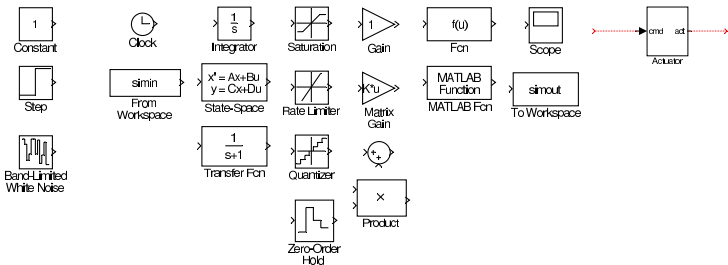 1
Constant
Clock
1
s
Integrator
Saturation
1
Gain
f(u)
Fcn
Scope
cmd act
Actuator
Step
simin
From
Workspace
x' = Ax+Bu
y = Cx+Du
State-Space
Rate Limiter
K*u
Matrix
Gain
MATLAB
Function
MATLAB Fcn
simout
To Workspace
Band-Limited
White Noise
1
s+1
Transfer Fcn
Quantizer
+
+
×
Product
Zero-Order
Hold